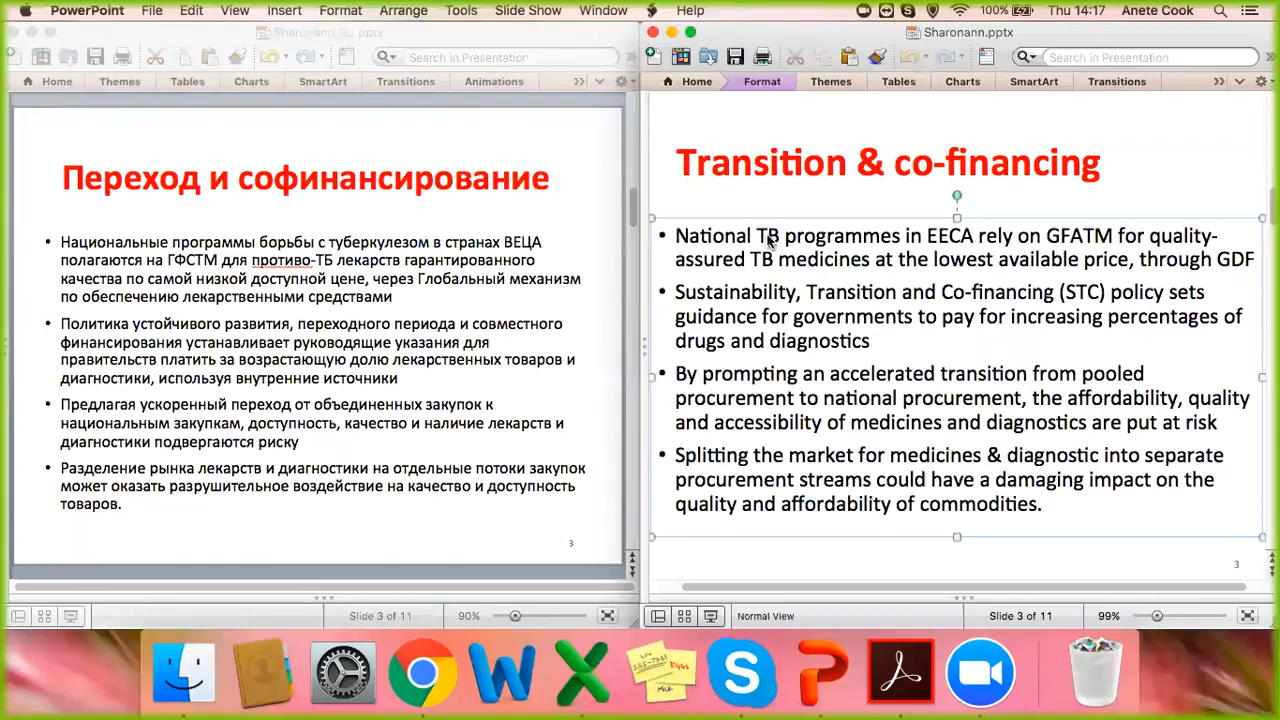 PowerPoint File Edit View Insert Format Arrange Tools Slide Show Window Help 100% Thu 14:17 Anete Cook
Sharonann_RU.pptx
Search in Presentation
Home Themes Tables Charts SmartArt Transitions Animations
Переход и софинансирование
• Национальные программы борьбы с туберкулезом в странах ВЕЦА
полагаются на ГФСТМ для противо-ТБ лекарств гарантированного
качества по самой низкой доступной цене, через Глобальный механизм
по обеспечению лекарственными средствами
• Политика устойчивого развития, переходного периода и совместного
финансирования устанавливает руководящие указания для
правительств платить за возрастающую долю лекарственных товаров и
диагностики, используя внутренние источники
• Предлагая ускоренный переход от объединенных закупок к
национальным закупкам, доступность, качество и наличие лекарств и
диагностики подвергаются риску
• Разделение рынка лекарств и диагностики на отдельные потоки закупок
может оказать разрушительное воздействие на качество и доступность
товаров.
3
Slide 3 of 11 90%
Sharonann.pptx
Search in Presentation
Home Format Themes Tables Charts SmartArt Transitions
Transition & co-financing
• National TB programmes in EECA rely on GFATM for quality-
assured TB medicines at the lowest available price, through GDF
• Sustainability, Transition and Co-financing (STC) policy sets
guidance for governments to pay for increasing percentages of
drugs and diagnostics
• By prompting an accelerated transition from pooled
procurement to national procurement, the affordability, quality
and accessibility of medicines and diagnostics are put at risk
• Splitting the market for medicines & diagnostic into separate
procurement streams could have a damaging impact on the
quality and affordability of commodities.
3
Normal View Slide 3 of 11 99%